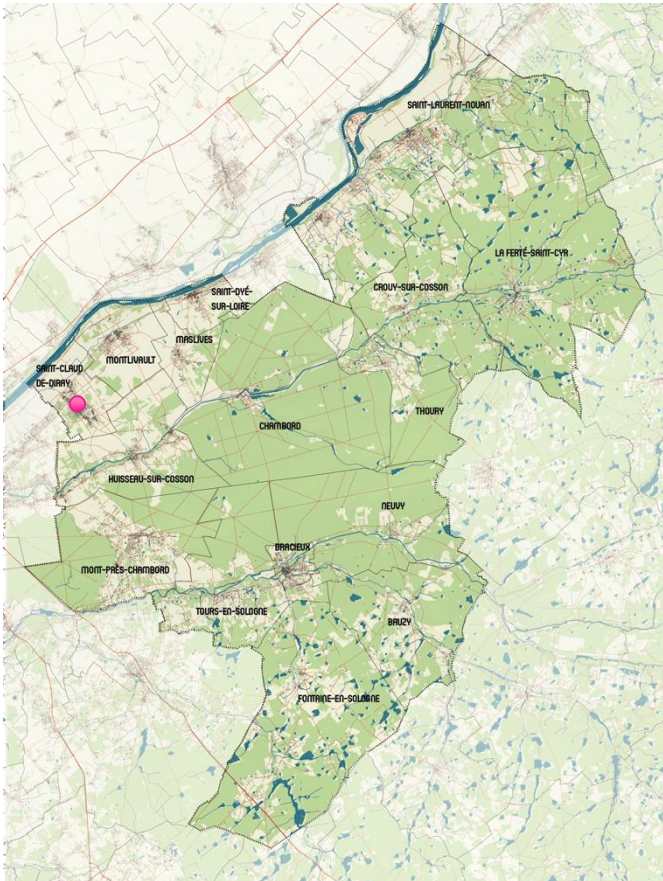 SAINT-LAURENT-NOUAN
LA FERTÉ-SAINT-CYR
CROUY-SUR-COSSON
SAINT-DYÉ-
SUR-LOIRE
MASLIVES
MONTLIVAULT
SAINT-CLAUD
DE-DIRAY
THOURY
CHAMBORD
HUISSEAU-SUR-COSSON
NEUVY
BRACIEUX
MONT-PRÈS-CHAMBORD
TOURS-EN-SOLOGNE
BAUZY
FONTAINE-EN-SOLOGNE